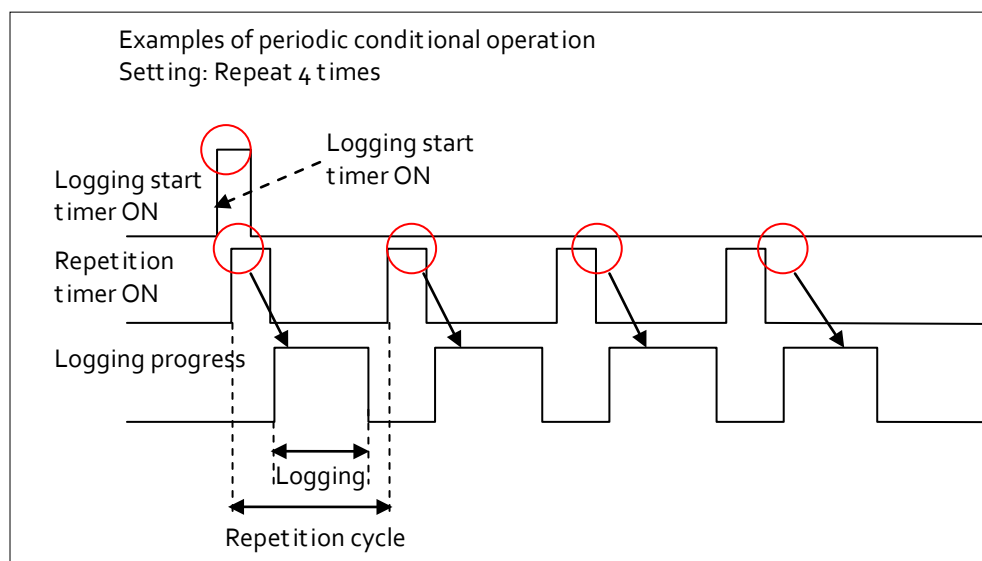 Examples of periodic conditional operation
Setting: Repeat 4 times
Logging start
timer ON
Logging start
timer ON
Repetition
timer ON
Logging progress
Logging
Repetition cycle